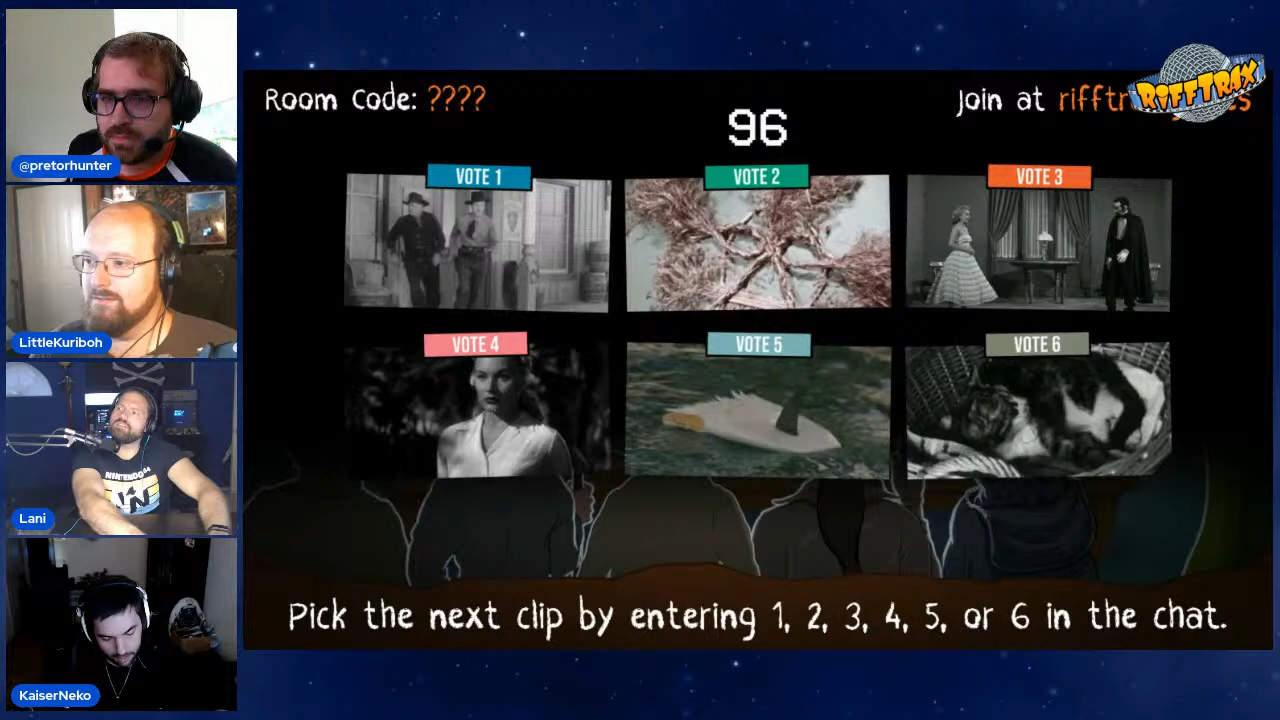 @pretorhunter
LittleKuriboh
NINTENDO 64
Lani
KaiserNeko
Room Code: ????
96
Join at
RIFFTRAX
VOTE 1
VOTE 2
VOTE 3
VOTE 4
VOTE 5
VOTE 6
Pick the next clip by entering 1, 2, 3, 4, 5, or 6 in the chat.